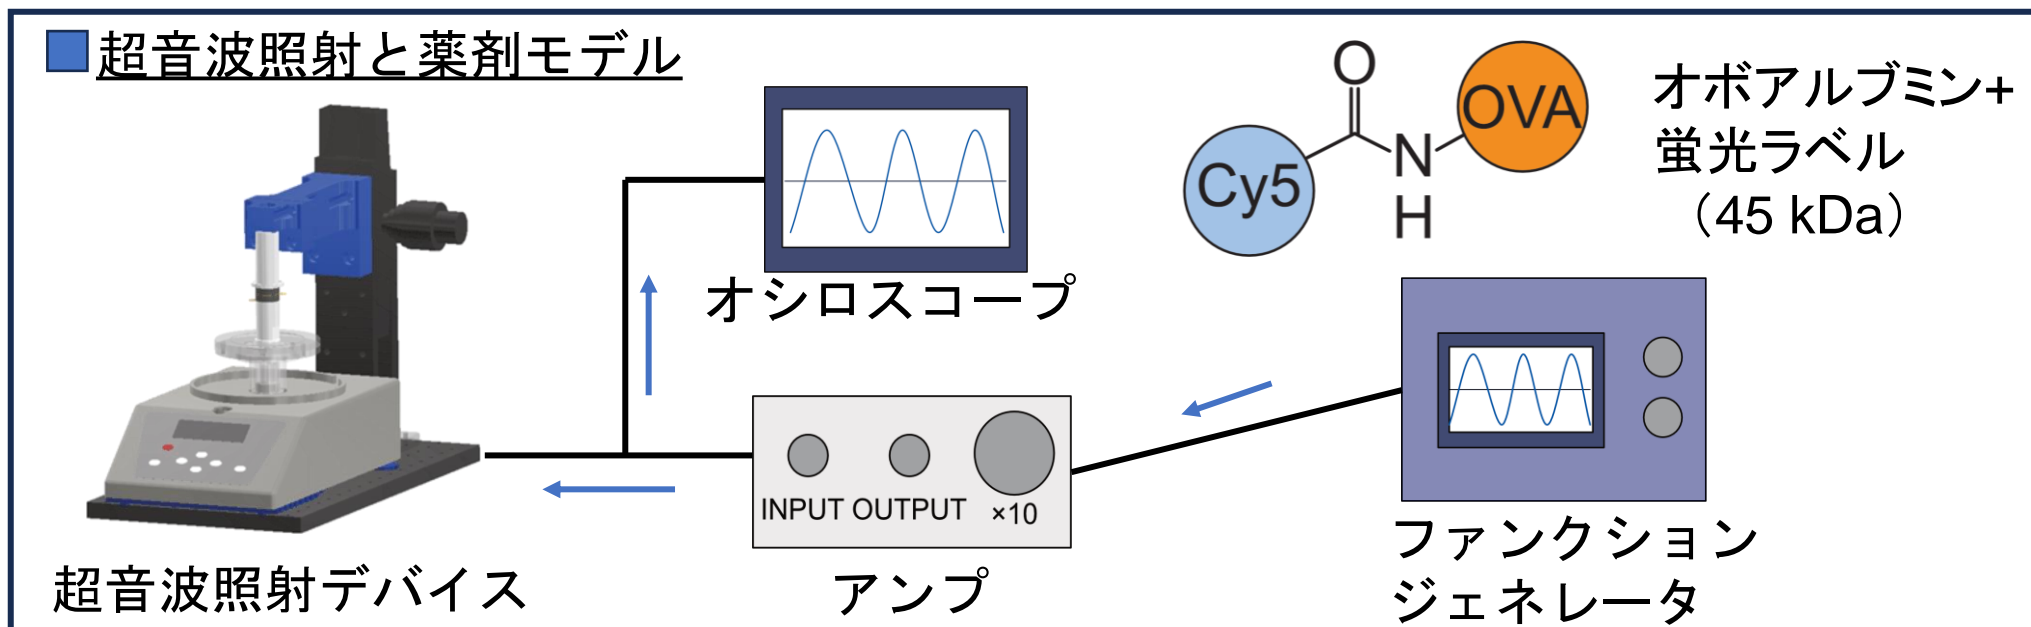 超音波照射と薬剤モデル
O
Cy5
N
H
OVA
オボアルブミン+
蛍光ラベル
（45 kDa）
オシロスコープ
INPUT OUTPUT ×10
超音波照射デバイス
アンプ
ファンクション
ジェネレータ